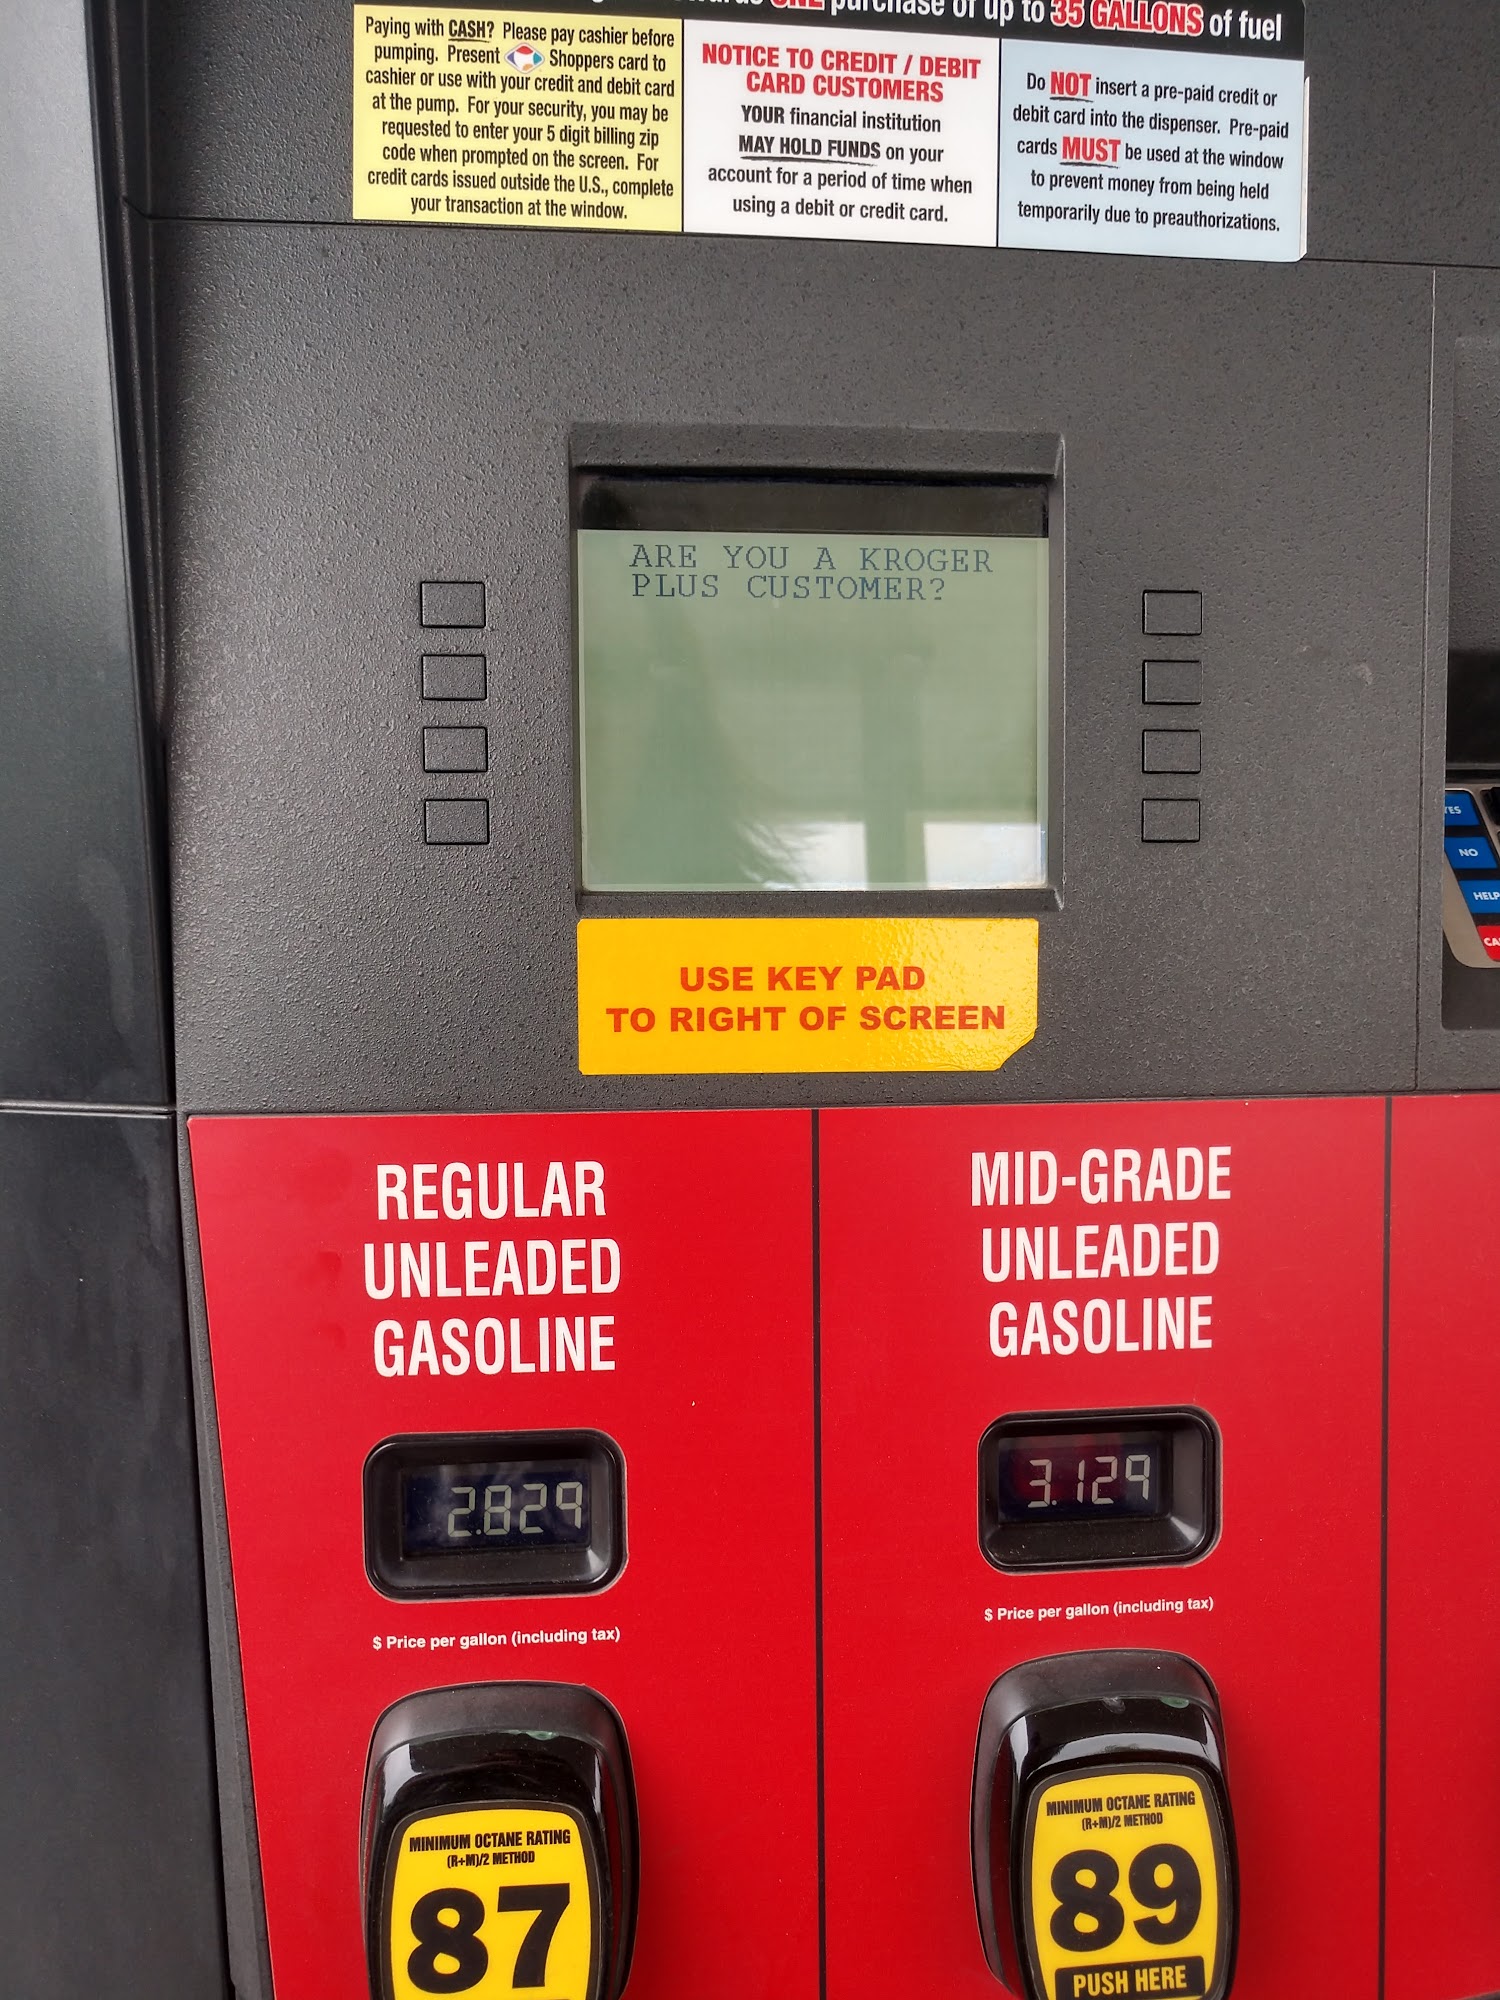 ONE purchase of up to 35 GALLONS of fuel
Paying with CASH? Please pay cashier before
pumping. Present Shoppers card to
cashier or use with your credit and debit card
at the pump. For your security, you may be
requested to enter your 5 digit billing zip
code when prompted on the screen. For
credit cards issued outside the U.S., complete
your transaction at the window.
NOTICE TO CREDIT / DEBIT
CARD CUSTOMERS
YOUR financial institution
MAY HOLD FUNDS on your
account for a period of time when
using a debit or credit card.
Do NOT insert a pre-paid credit or
debit card into the dispenser. Pre-paid
cards MUST be used at the window
to prevent money from being held
temporarily due to preauthorizations.
ARE YOU A KROGER
PLUS CUSTOMER?
YES
NO
HELP
USE KEY PAD
TO RIGHT OF SCREEN
REGULAR
UNLEADED
GASOLINE
2.829
$ Price per gallon (including tax)
MINIMUM OCTANE RATING
(R+M)/2 METHOD
87
MID-GRADE
UNLEADED
GASOLINE
3.129
$ Price per gallon (including tax)
MINIMUM OCTANE RATING
(R+M)/2 METHOD
89
PUSH HERE